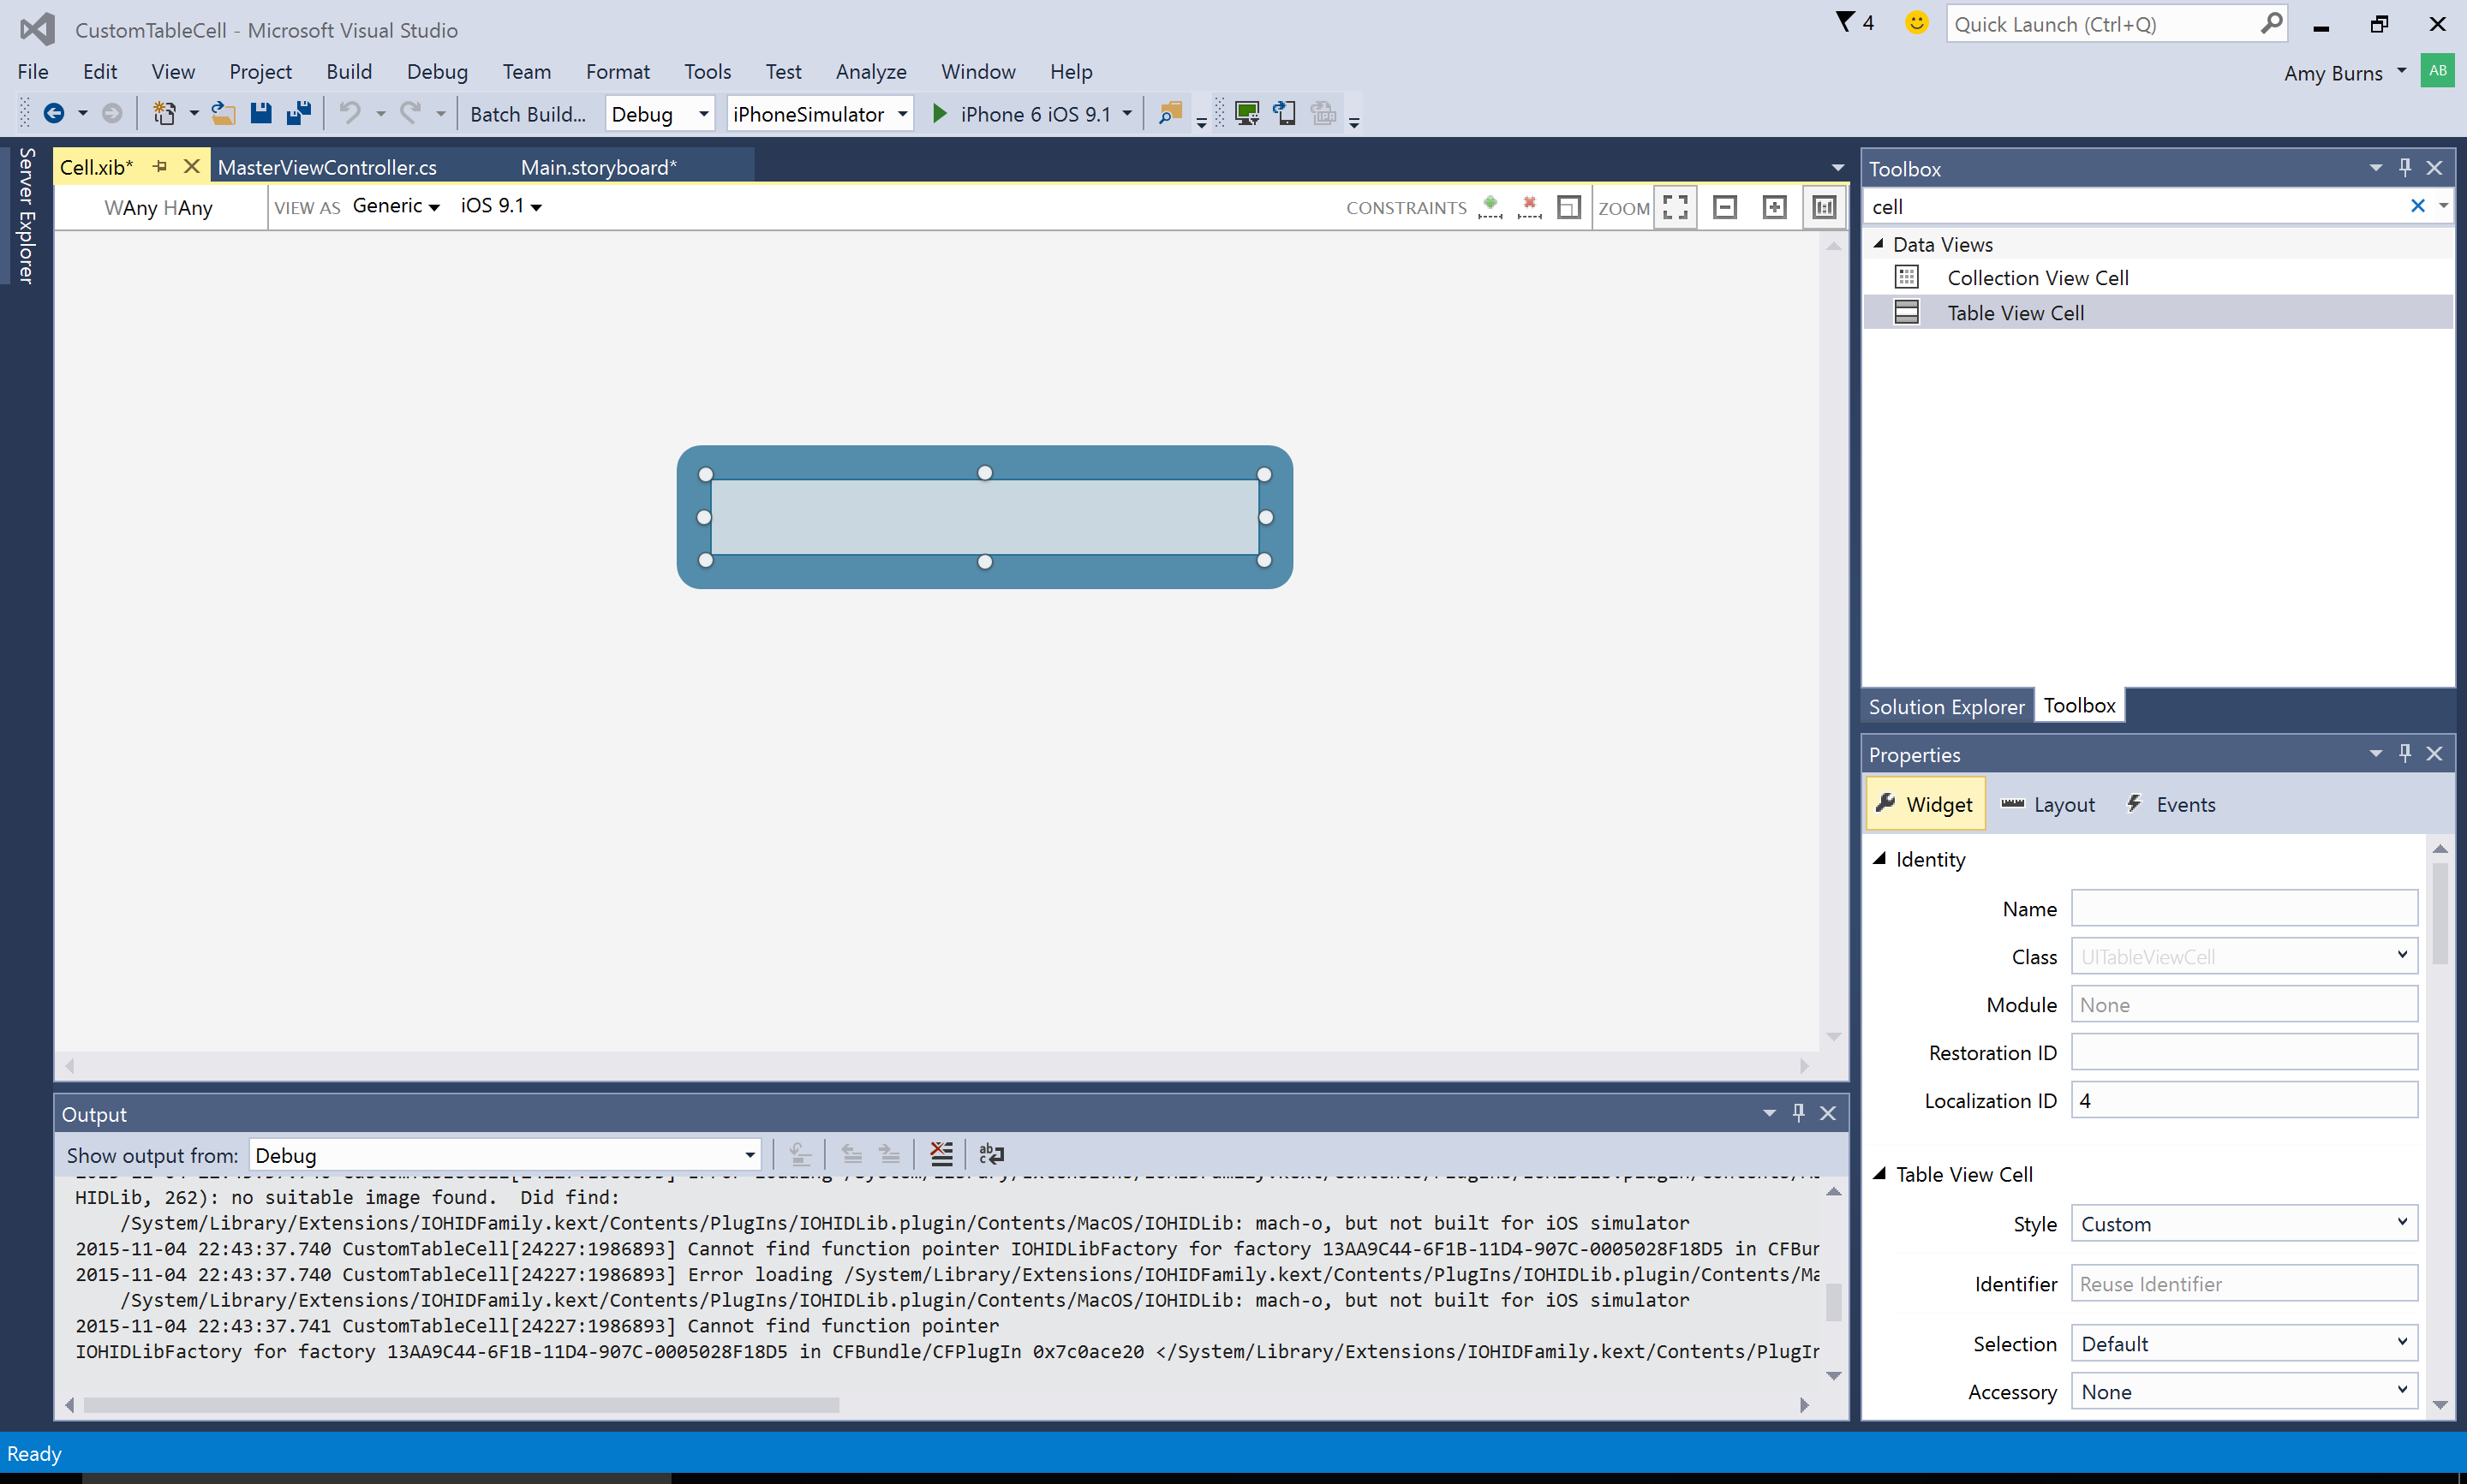 CustomTableCell - Microsoft Visual Studio
4
Quick Launch (Ctrl+Q)
File Edit View Project Build Debug Team Format Tools Test Analyze Window Help
Amy Burns AB
Batch Build... Debug iPhoneSimulator iPhone 6 iOS 9.1
Server Explorer
Cell.xib* MasterViewController.cs Main.storyboard*
WAny HAny VIEW AS Generic iOS 9.1 CONSTRAINTS ZOOM
Toolbox
cell
Data Views
Collection View Cell
Table View Cell
Solution Explorer Toolbox
Properties
Widget Layout Events
Identity
Name
Class UITableViewCell
Module None
Restoration ID
Localization ID 4
Table View Cell
Style Custom
Identifier Reuse Identifier
Selection Default
Accessory None
Output
Show output from: Debug
HIDLib, 262): no suitable image found.  Did find:
/System/Library/Extensions/IOHIDFamily.kext/Contents/PlugIns/IOHIDLib.plugin/Contents/MacOS/IOHIDLib: mach-o, but not built for iOS simulator
2015-11-04 22:43:37.740 CustomTableCell[24227:1986893] Cannot find function pointer IOHIDLibFactory for factory 13AA9C44-6F1B-11D4-907C-0005028F18D5 in CFBur
2015-11-04 22:43:37.740 CustomTableCell[24227:1986893] Error loading /System/Library/Extensions/IOHIDFamily.kext/Contents/PlugIns/IOHIDLib.plugin/Contents/Ma
/System/Library/Extensions/IOHIDFamily.kext/Contents/PlugIns/IOHIDLib.plugin/Contents/MacOS/IOHIDLib: mach-o, but not built for iOS simulator
2015-11-04 22:43:37.741 CustomTableCell[24227:1986893] Cannot find function pointer
IOHIDLibFactory for factory 13AA9C44-6F1B-11D4-907C-0005028F18D5 in CFBundle/CFPlugIn 0x7c0ace20 </System/Library/Extensions/IOHIDFamily.kext/Contents/PlugIr
Ready